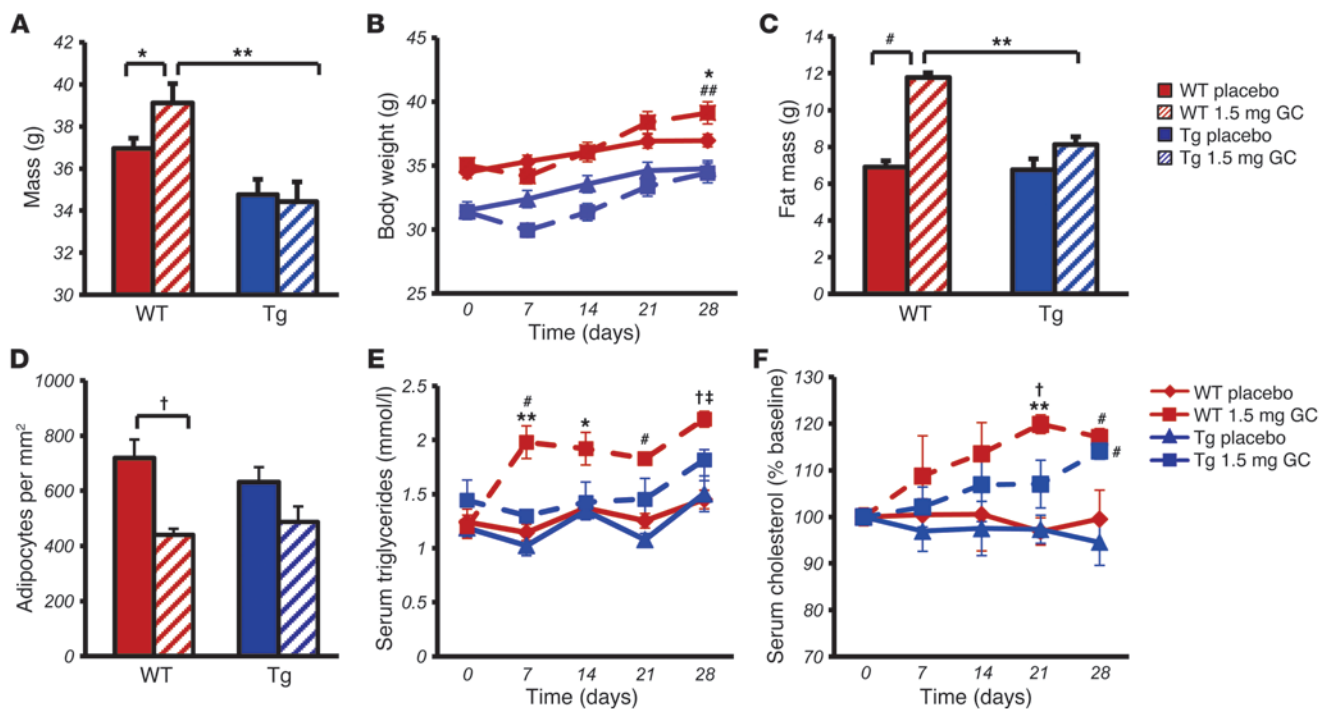 A
Mass (g)
42
40
38
36
34
32
30
*
**
WT
Tg
B
Body weight (g)
45
40
35
30
25
*
##
0 7 14 21 28
Time (days)
C
Fat mass (g)
14
12
10
8
6
4
2
0
#
**
WT
Tg
WT placebo
WT 1.5 mg GC
Tg placebo
Tg 1.5 mg GC
D
Adipocytes per mm²
1000
800
600
400
200
0
†
WT
Tg
E
Serum triglycerides (mmol/l)
2.5
2
1.5
1
0.5
0
#
**
*
#
†‡
0 7 14 21 28
Time (days)
F
Serum cholesterol (% baseline)
130
120
110
100
90
80
70
†
**
#
#
0 7 14 21 28
Time (days)
WT placebo
WT 1.5 mg GC
Tg placebo
Tg 1.5 mg GC